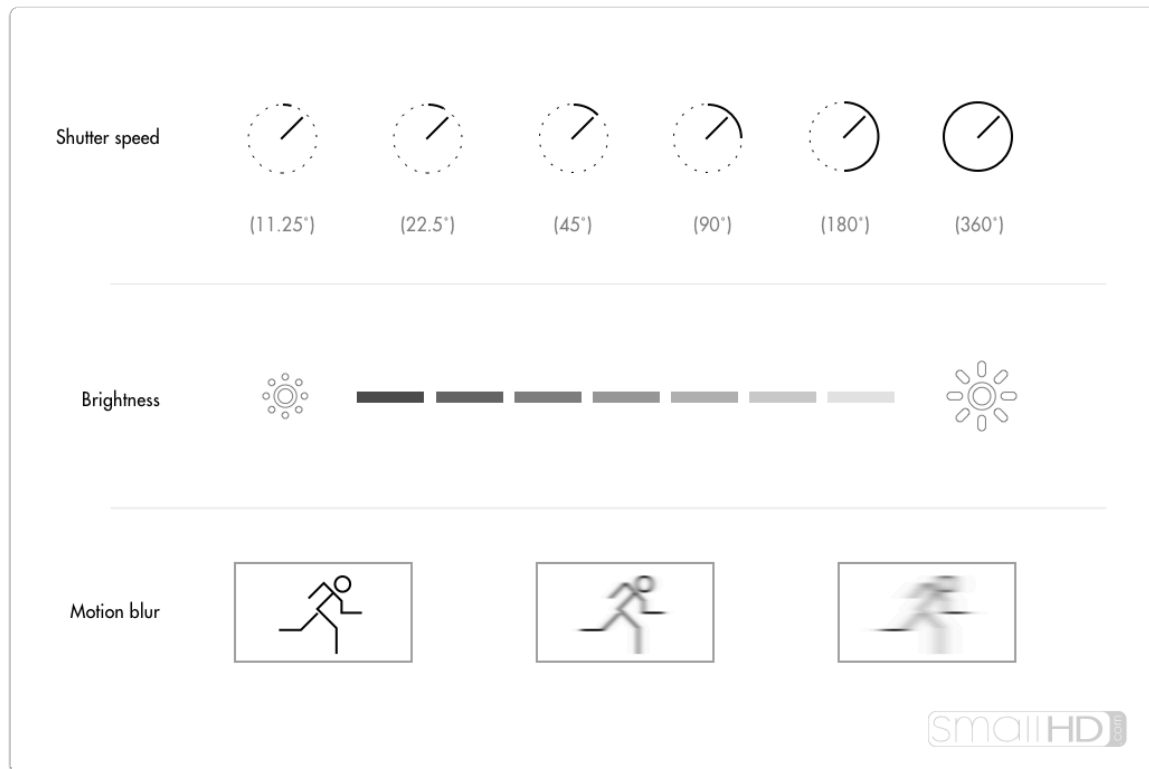 Shutter speed
(11.25°) (22.5°) (45°) (90°) (180°) (360°)
Brightness
Motion blur
smallHD.com